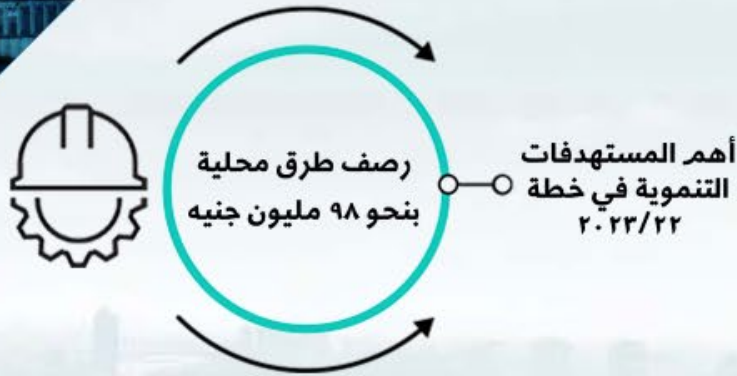 أهم المستهدفات
التنموية في خطة
٢٠٢٣/٢٢
رصف طرق محلية
بنحو ٩٨ مليون جنيه